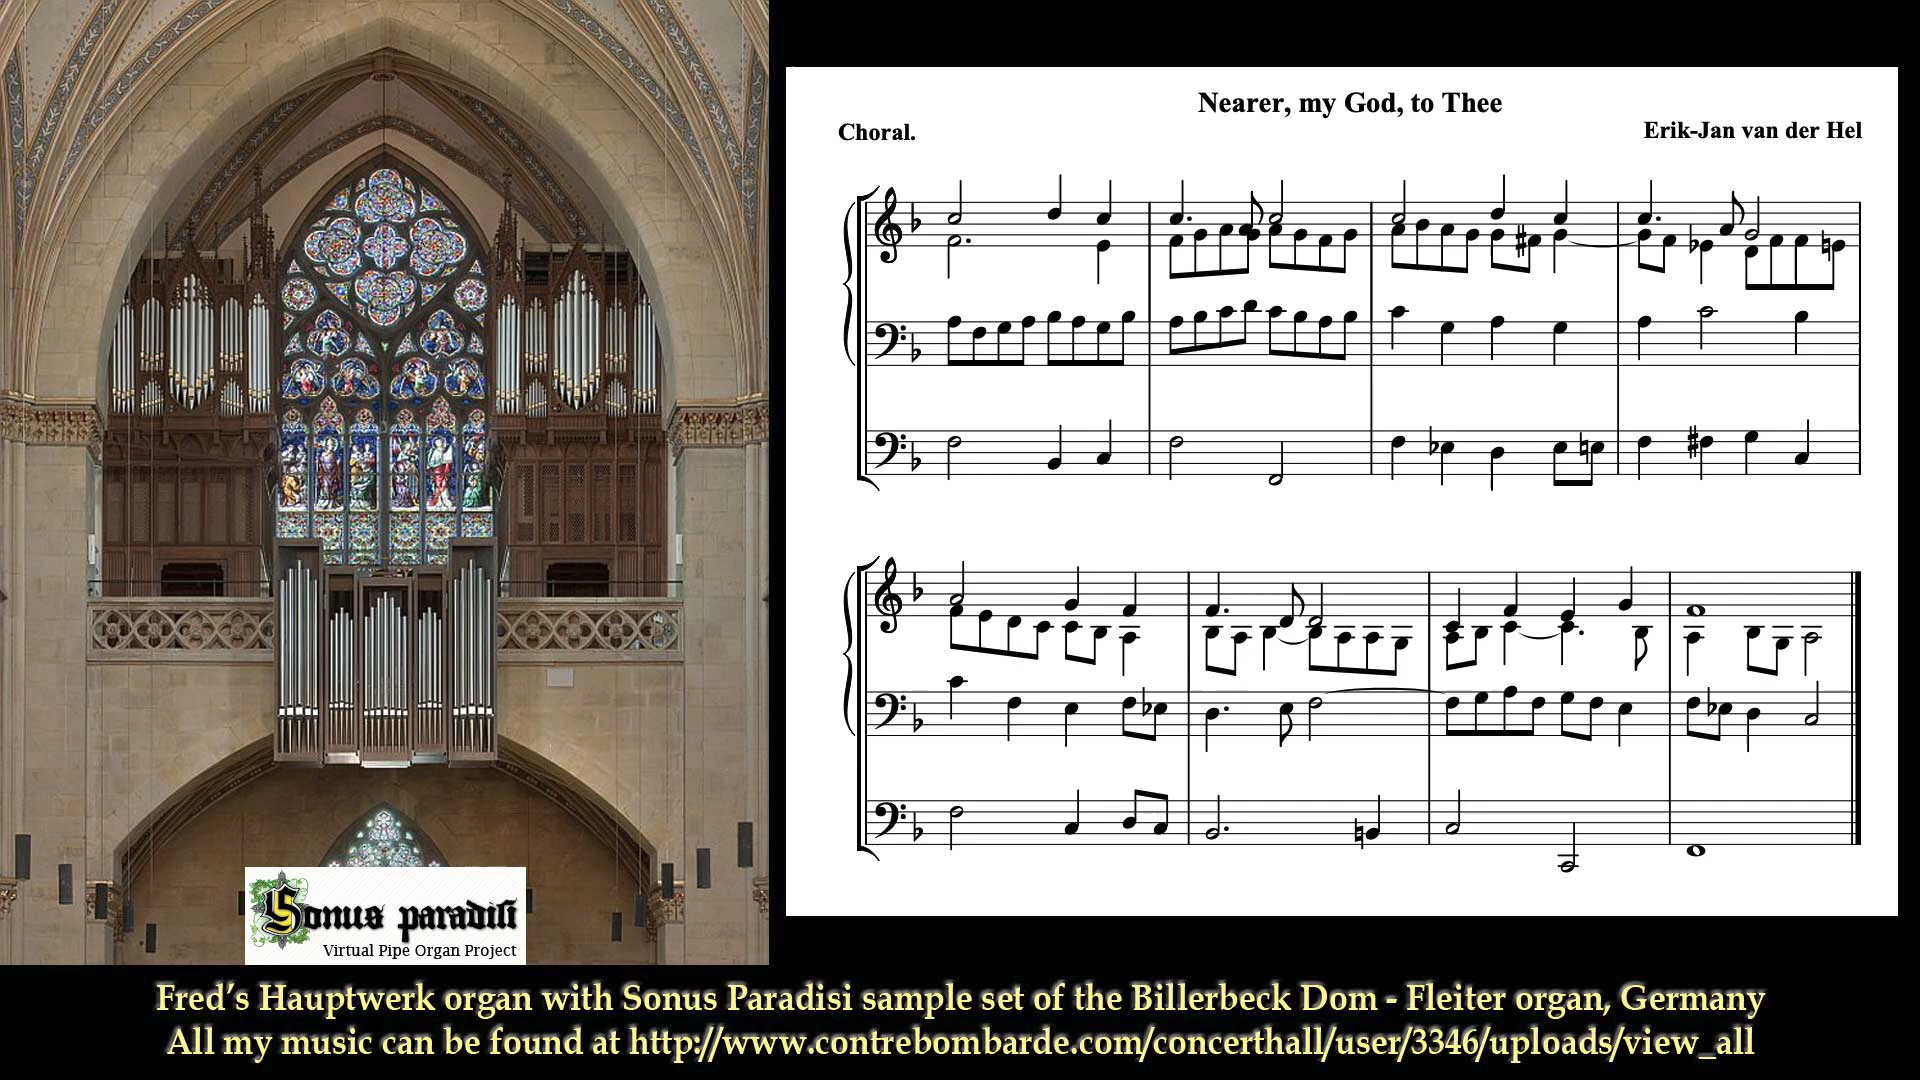 Nearer, my God, to Thee
Choral.
Erik-Jan van der Hel
Sonus paradisi
Virtual Pipe Organ Project
Fred's Hauptwerk organ with Sonus Paradisi sample set of the Billerbeck Dom - Fleiter organ, Germany
All my music can be found at http://www.contrebombarde.com/concerthall/user/3346/uploads/view_all